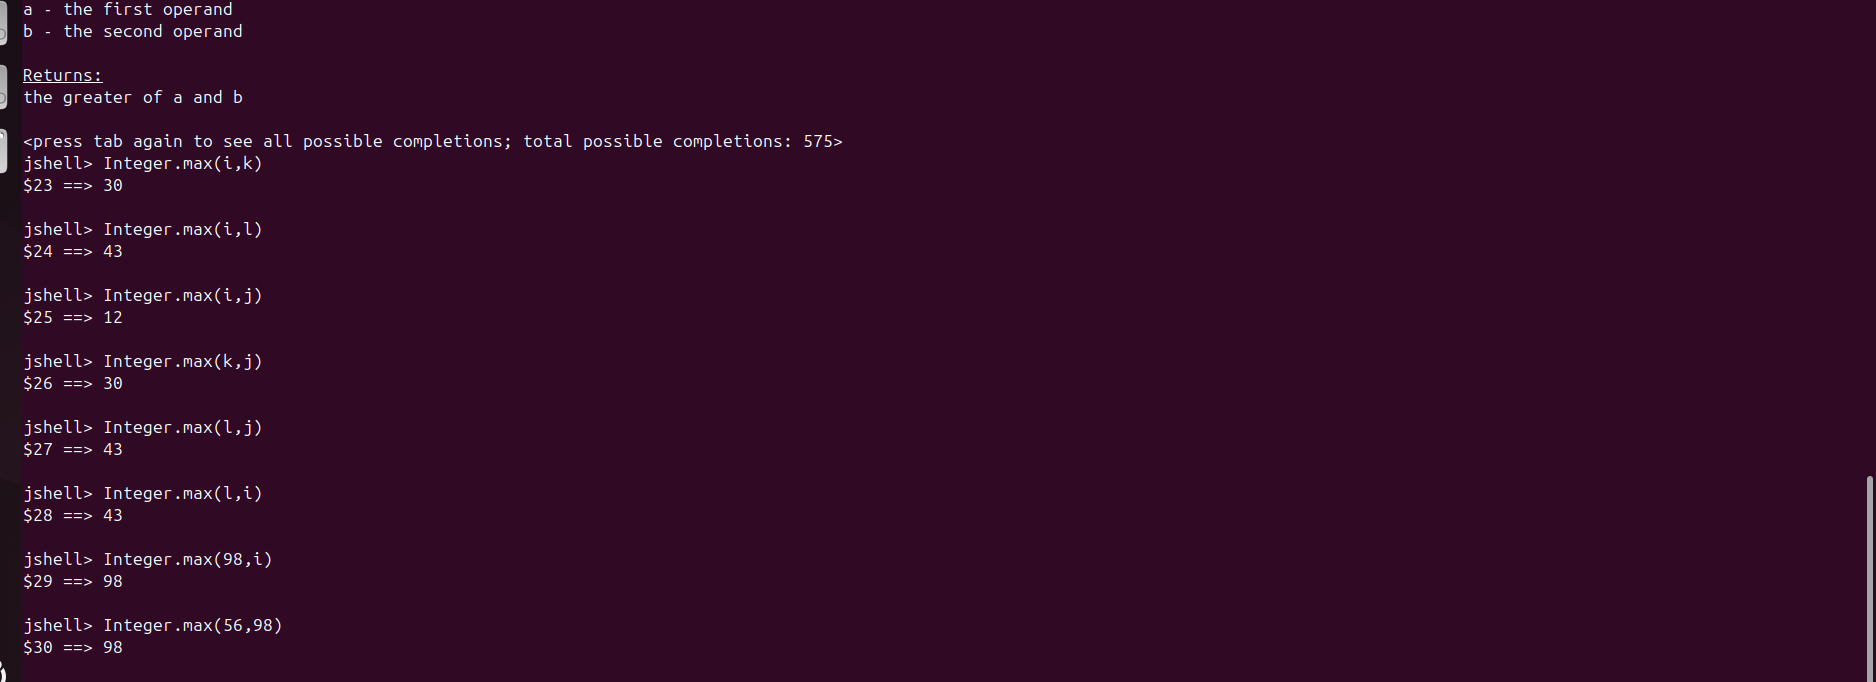 a - the first operand
b - the second operand
Returns:
the greater of a and b
<press tab again to see all possible completions; total possible completions: 575>
jshell> Integer.max(i,k)
$23 ==> 30
jshell> Integer.max(i,l)
$24 ==> 43
jshell> Integer.max(i,j)
$25 ==> 12
jshell> Integer.max(k,j)
$26 ==> 30
jshell> Integer.max(l,j)
$27 ==> 43
jshell> Integer.max(l,i)
$28 ==> 43
jshell> Integer.max(98,i)
$29 ==> 98
jshell> Integer.max(56,98)
$30 ==> 98